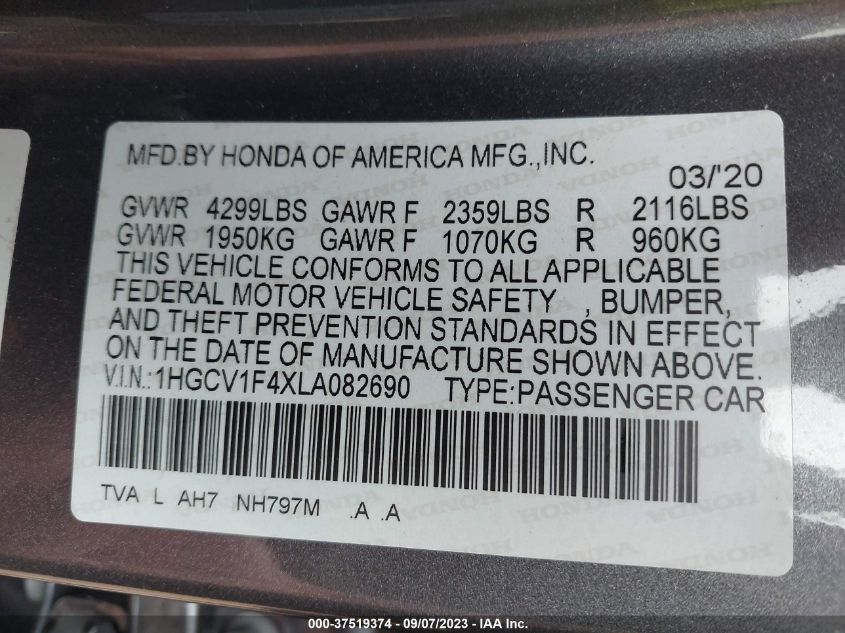 MFD.BY HONDA OF AMERICA MFG.,INC.
03/'20
GVWR 4299LBS GAWR F 2359LBS R 2116LBS
GVWR 1950KG GAWR F 1070KG R 960KG
THIS VEHICLE CONFORMS TO ALL APPLICABLE
FEDERAL MOTOR VEHICLE SAFETY , BUMPER,
AND THEFT PREVENTION STANDARDS IN EFFECT
ON THE DATE OF MANUFACTURE SHOWN ABOVE.
V.I.N.:1HGCV1F4XLA082690 TYPE:PASSENGER CAR
TVA L AH7 NH797M .A .A
HONDA HONDA HONDA
000-37519374 - 09/07/2023 - IAA Inc.